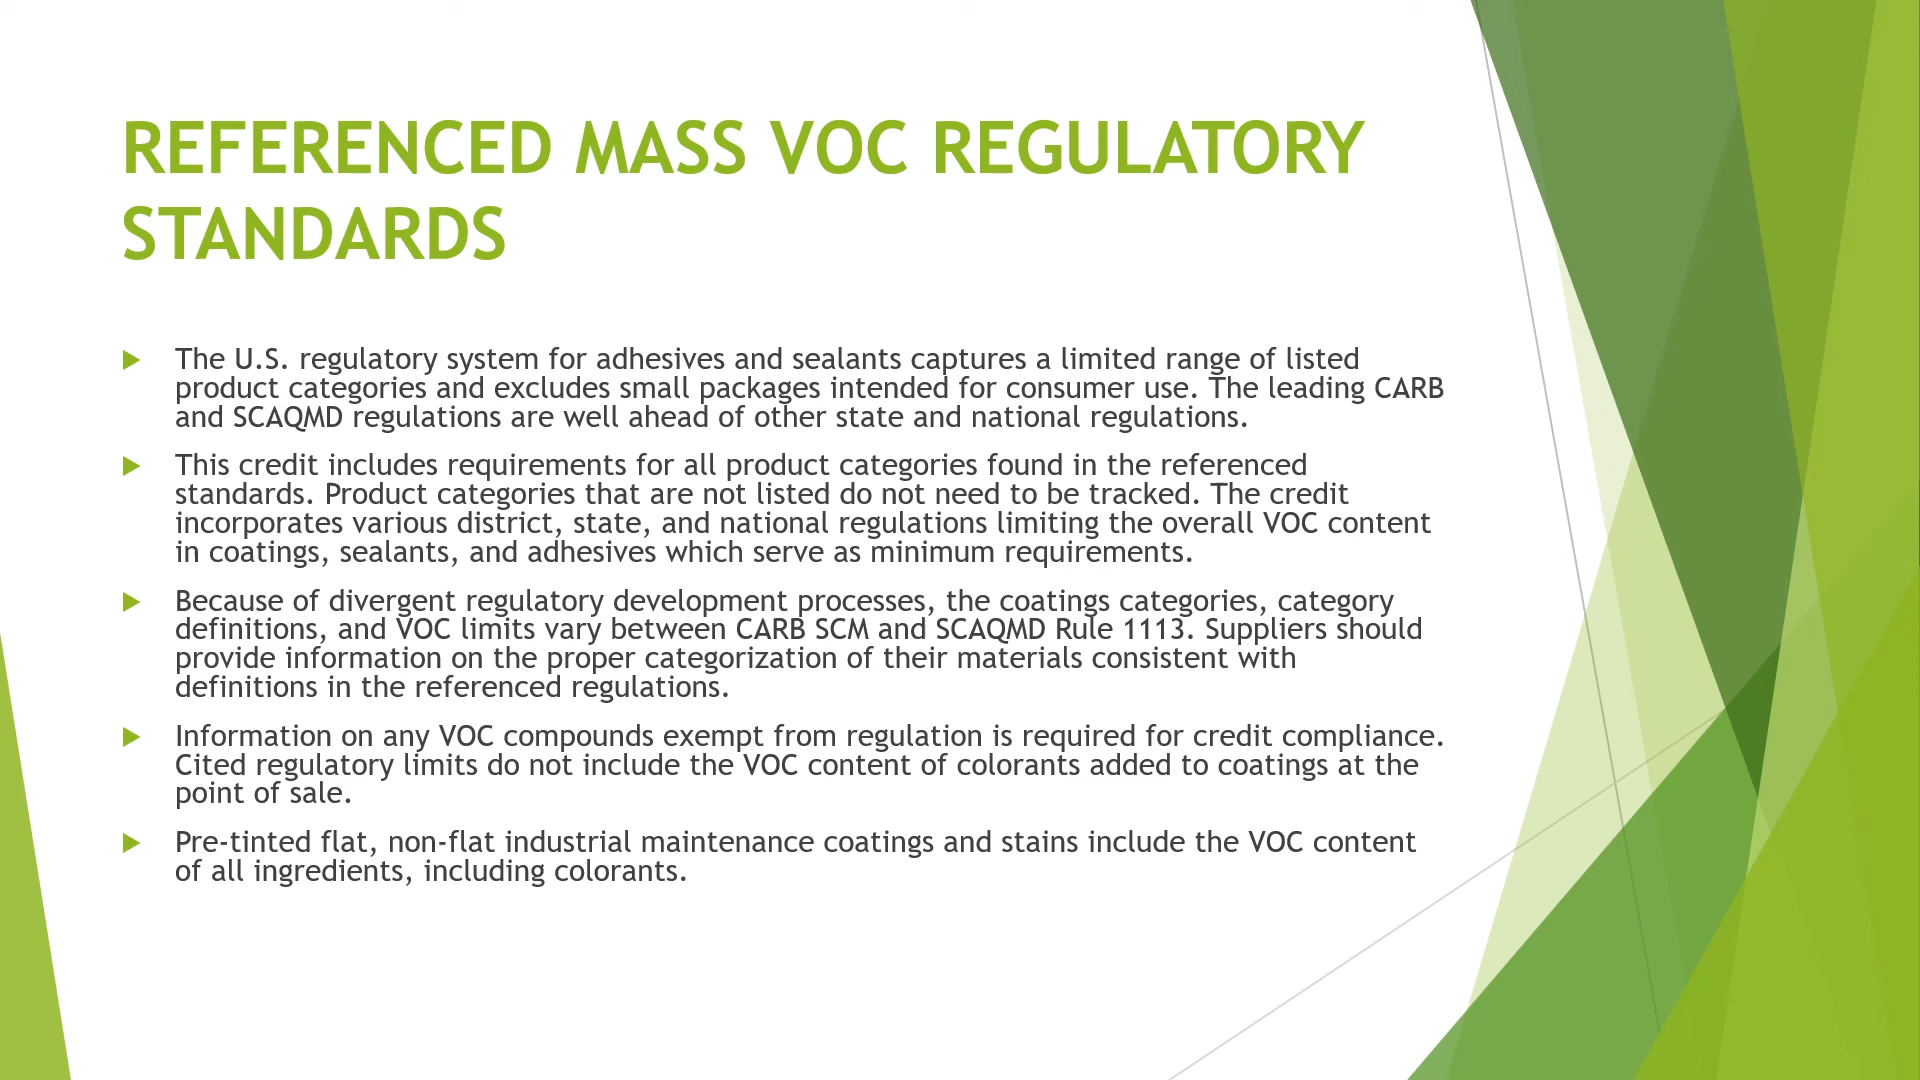 REFERENCED MASS VOC REGULATORY
STANDARDS
The U.S. regulatory system for adhesives and sealants captures a limited range of listed
product categories and excludes small packages intended for consumer use. The leading CARB
and SCAQMD regulations are well ahead of other state and national regulations.
This credit includes requirements for all product categories found in the referenced
standards. Product categories that are not listed do not need to be tracked. The credit
incorporates various district, state, and national regulations limiting the overall VOC content
in coatings, sealants, and adhesives which serve as minimum requirements.
Because of divergent regulatory development processes, the coatings categories, category
definitions, and VOC limits vary between CARB SCM and SCAQMD Rule 1113. Suppliers should
provide information on the proper categorization of their materials consistent with
definitions in the referenced regulations.
Information on any VOC compounds exempt from regulation is required for credit compliance.
Cited regulatory limits do not include the VOC content of colorants added to coatings at the
point of sale.
Pre-tinted flat, non-flat industrial maintenance coatings and stains include the VOC content
of all ingredients, including colorants.